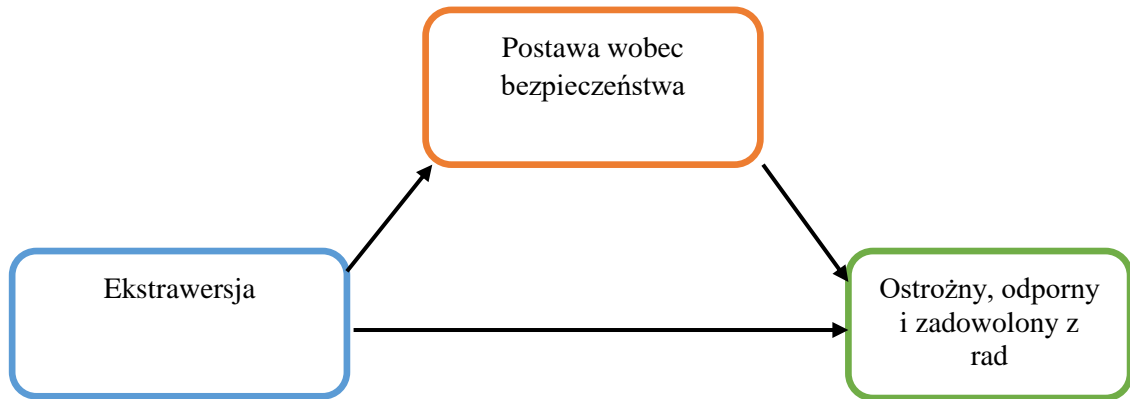 Postawa wobec
bezpieczeństwa
Ekstrawersja
Ostrożny, odporny
i zadowolony z
rad